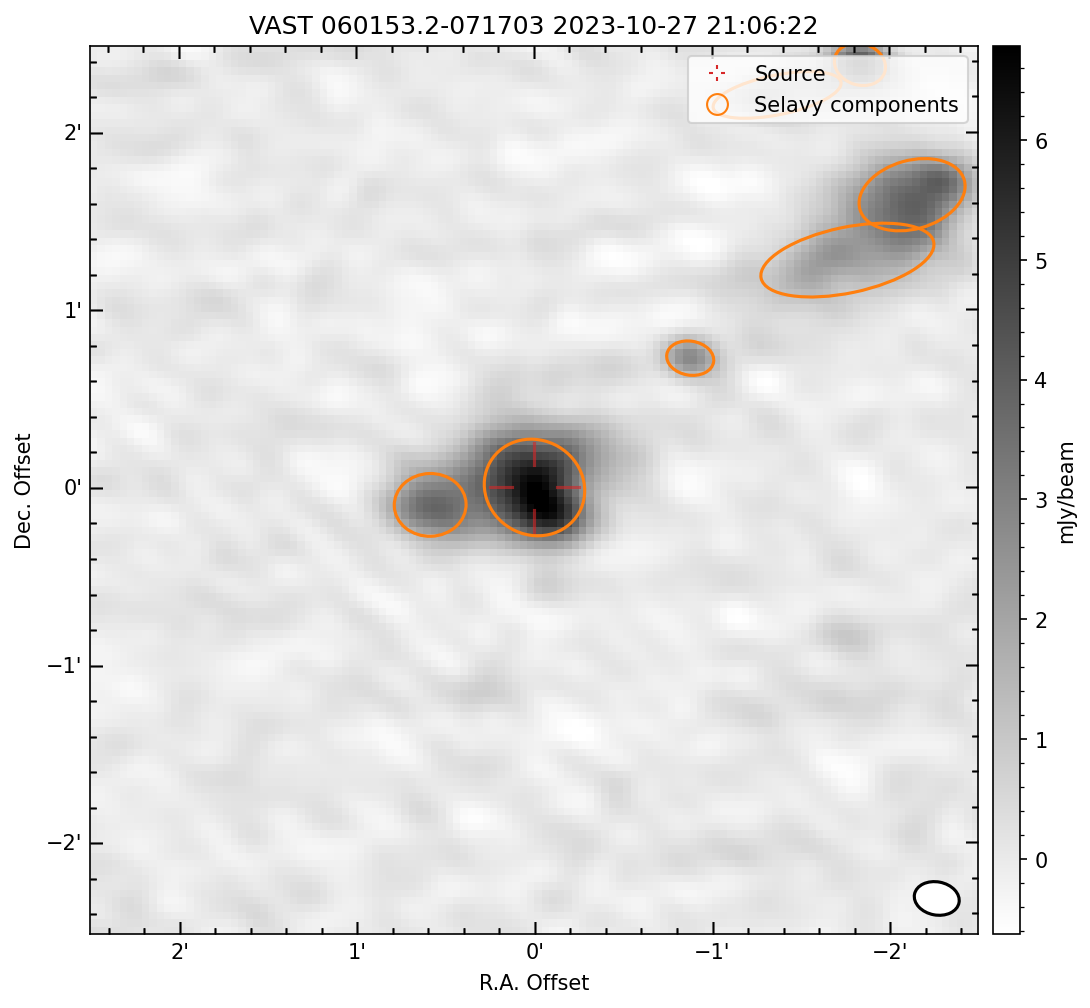 VAST 060153.2-071703 2023-10-27 21:06:22
Source
Selavy components
2'
1'
0'
−1'
−2'
Dec. Offset
2'
1'
0'
−1'
−2'
R.A. Offset
6
5
4
3
2
1
0
mJy/beam